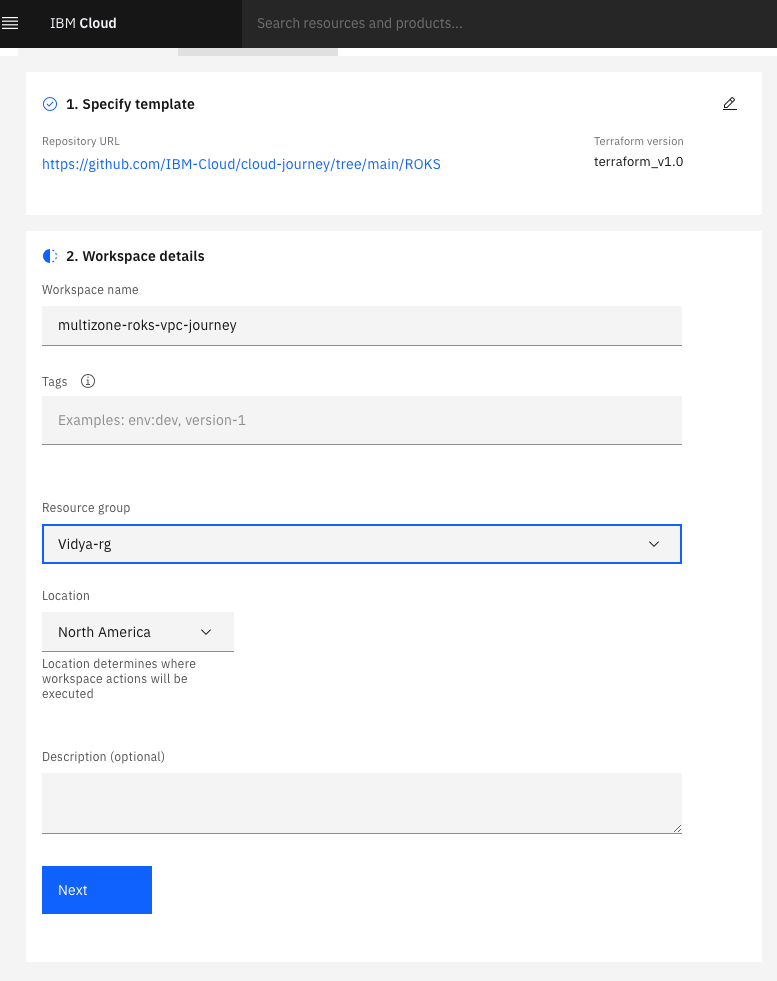 IBM Cloud
Search resources and products...
1. Specify template
Repository URL
Terraform version
https://github.com/IBM-Cloud/cloud-journey/tree/main/ROKS
terraform_v1.0
2. Workspace details
Workspace name
multizone-roks-vpc-journey
Tags
Examples: env:dev, version-1
Resource group
Vidya-rg
Location
North America
Location determines where
workspace actions will be
executed
Description (optional)
Next